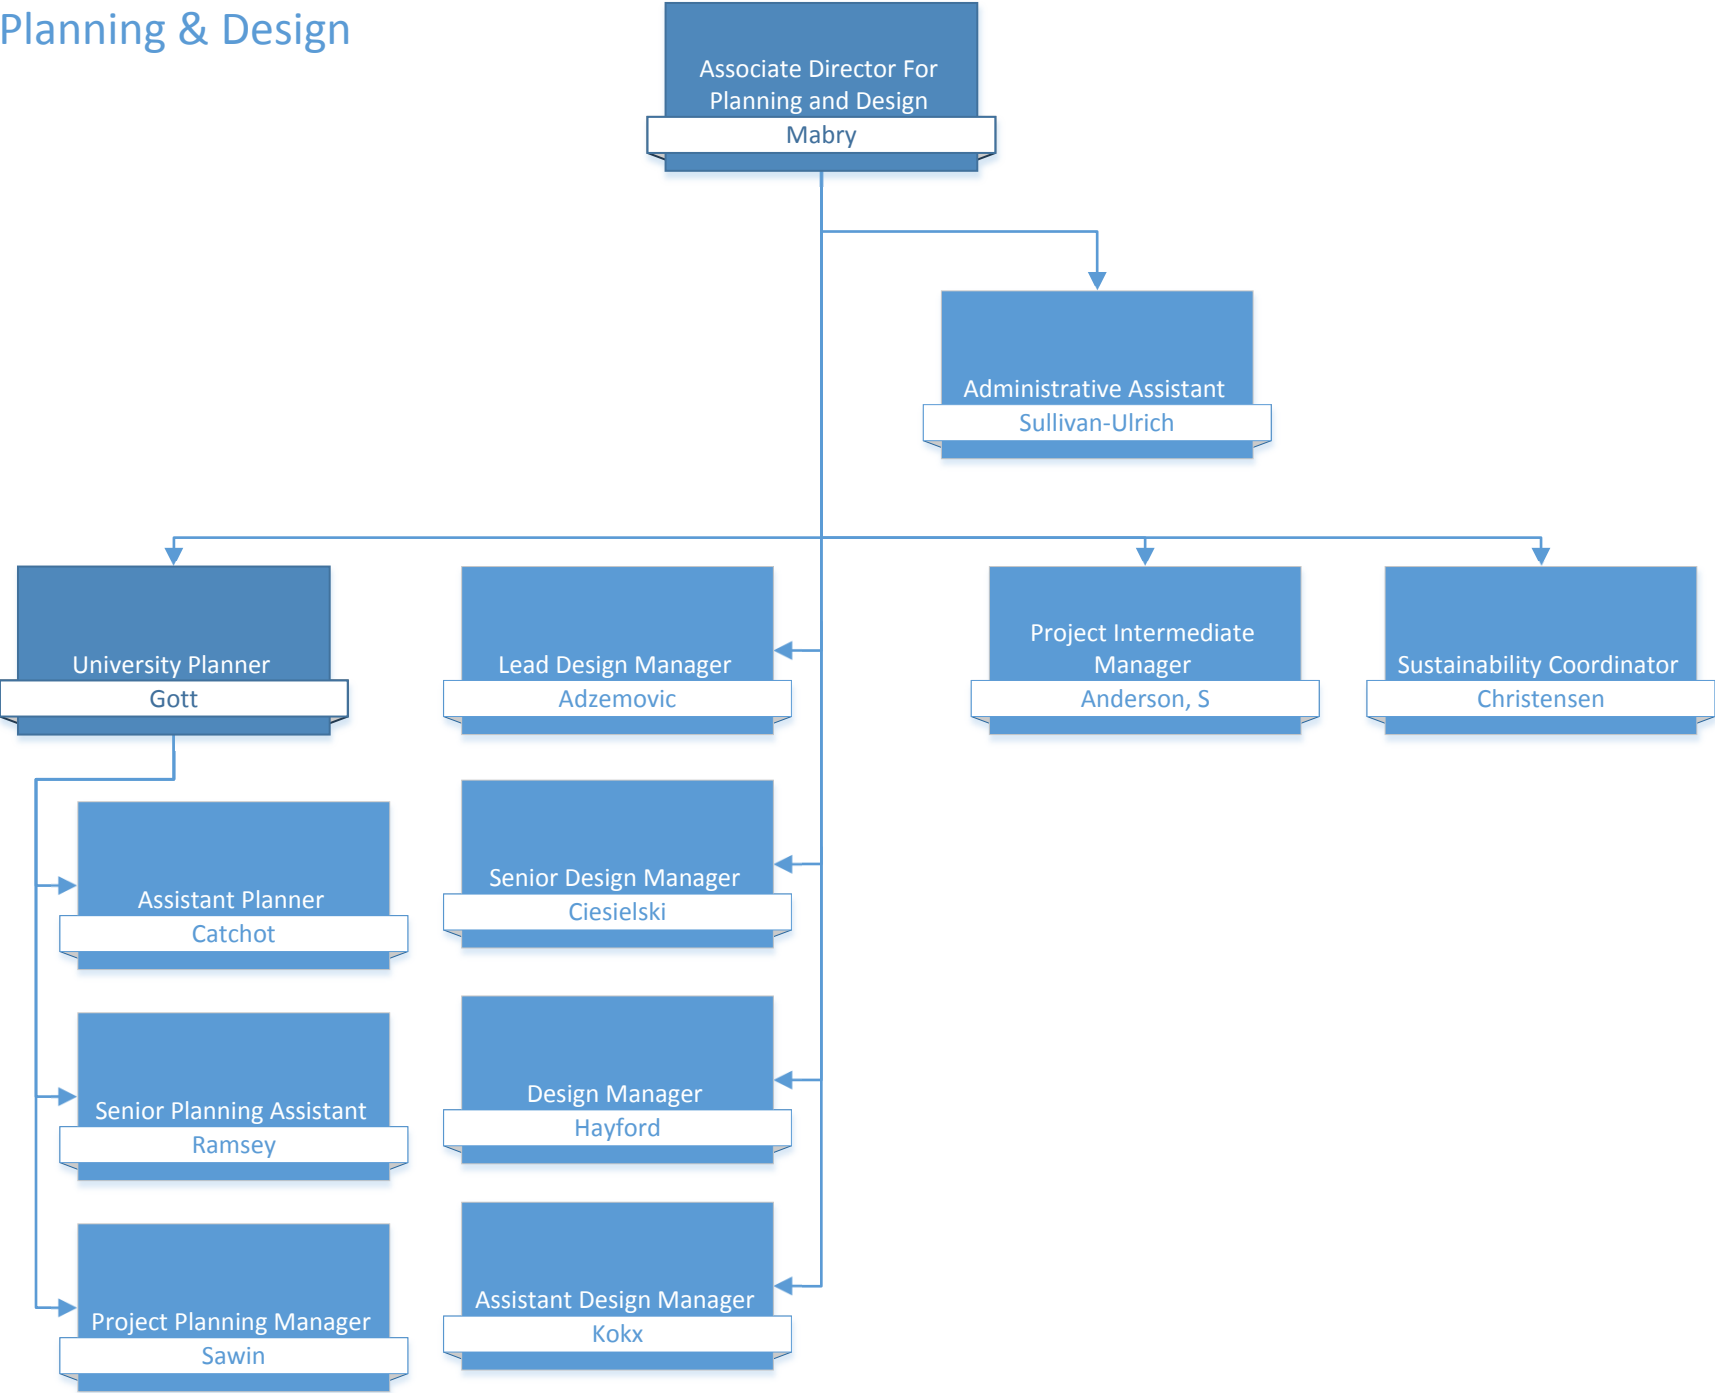 Planning & Design
Associate Director For
Planning and Design
Mabry
Administrative Assistant
Sullivan-Ulrich
University Planner
Gott
Lead Design Manager
Adzemovic
Project Intermediate
Manager
Anderson, S
Sustainability Coordinator
Christensen
Assistant Planner
Catchot
Senior Design Manager
Ciesielski
Senior Planning Assistant
Ramsey
Design Manager
Hayford
Project Planning Manager
Sawin
Assistant Design Manager
Kokx